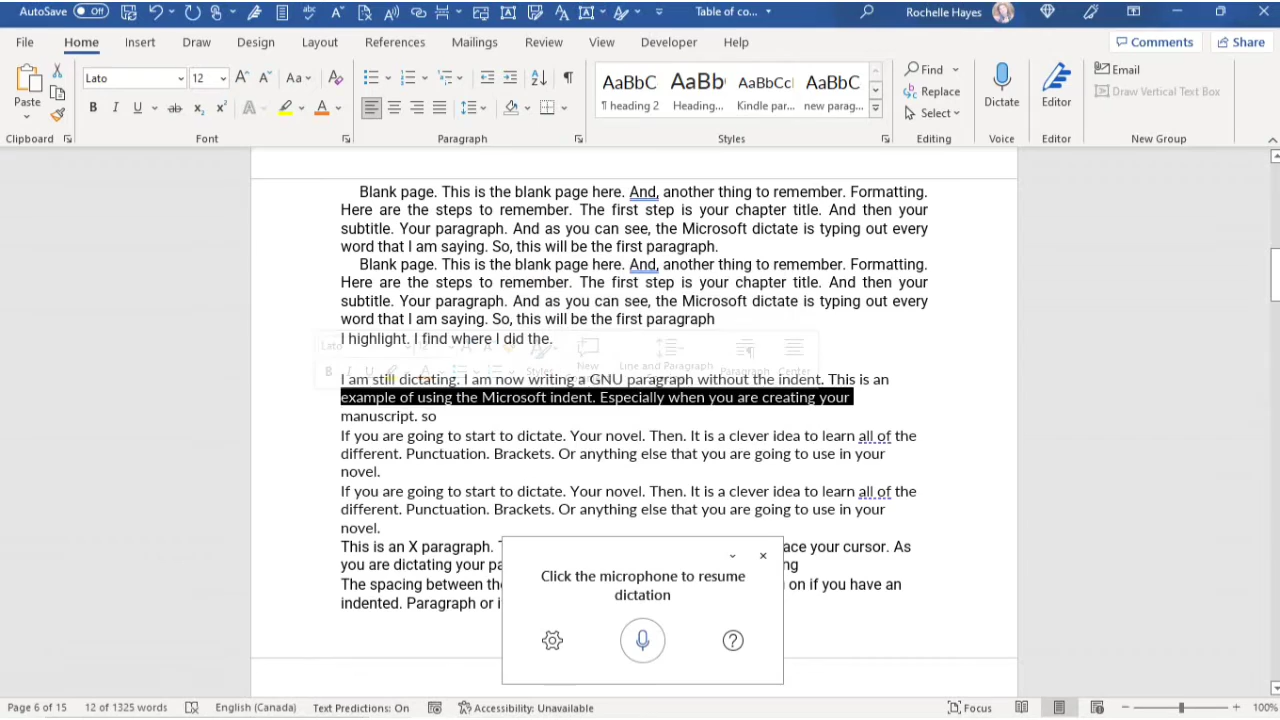 AutoSave Off Table of co... Rochelle Hayes
File Home Insert Draw Design Layout References Mailings Review View Developer Help Comments Share
Paste Lato 12 Aa AaBbC AaBb AaBbCcI AaBbC Find Replace Select Dictate Editor Email Draw Vertical Text Box
¶ heading 2 Heading... Kindle par... new parag...
Clipboard Font Paragraph Styles Editing Voice Editor New Group
Blank page. This is the blank page here. And, another thing to remember. Formatting.
Here are the steps to remember. The first step is your chapter title. And then your
subtitle. Your paragraph. And as you can see, the Microsoft dictate is typing out every
word that I am saying. So, this will be the first paragraph.
Blank page. This is the blank page here. And, another thing to remember. Formatting.
Here are the steps to remember. The first step is your chapter title. And then your
subtitle. Your paragraph. And as you can see, the Microsoft dictate is typing out every
word that I am saying. So, this will be the first paragraph
I highlight. I find where I did the.
Lato
Styles New Line and Paragraph Paragraph Center
I am still dictating. I am now writing a GNU paragraph without the indent. This is an
example of using the Microsoft indent. Especially when you are creating your
manuscript. so
If you are going to start to dictate. Your novel. Then. It is a clever idea to learn all of the
different. Punctuation. Brackets. Or anything else that you are going to use in your
novel.
If you are going to start to dictate. Your novel. Then. It is a clever idea to learn all of the
different. Punctuation. Brackets. Or anything else that you are going to use in your
novel.
This is an X paragraph. ace your cursor. As
you are dictating your pa ng
The spacing between the on if you have an
indented. Paragraph or i
Click the microphone to resume
dictation
Page 6 of 15 12 of 1325 words English (Canada) Text Predictions: On Accessibility: Unavailable Focus 100%